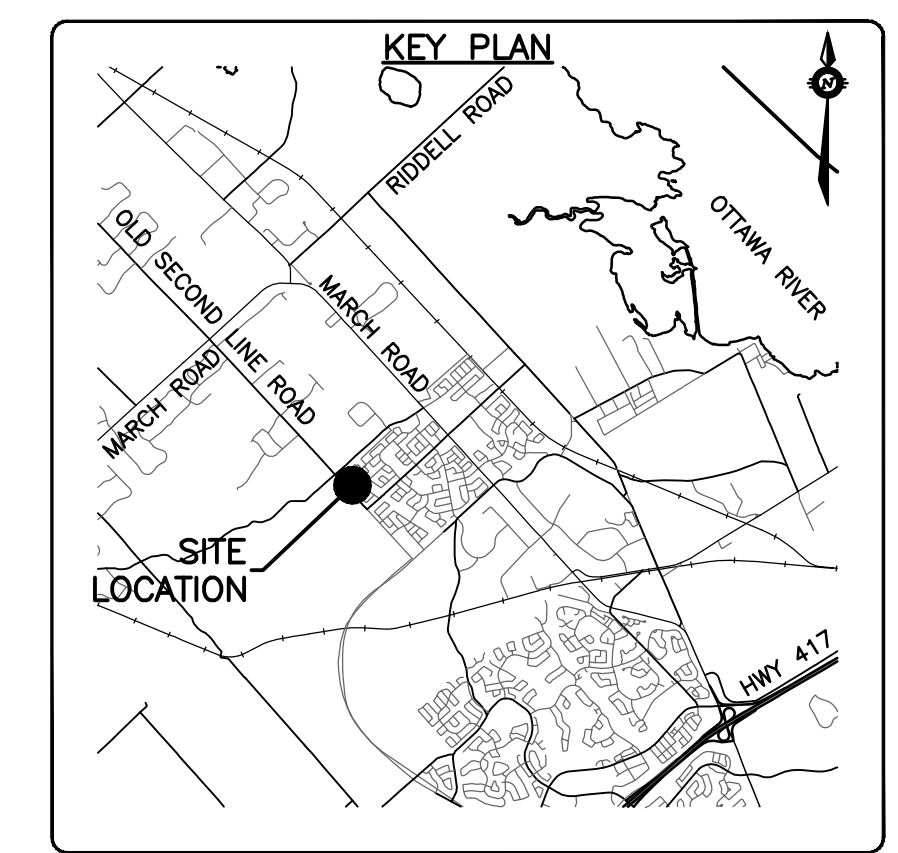 KEY PLAN
N
RIDDELL ROAD
OTTAWA RIVER
OLD SECOND LINE ROAD
MARCH ROAD
MARCH ROAD
SITE
LOCATION
HWY 417